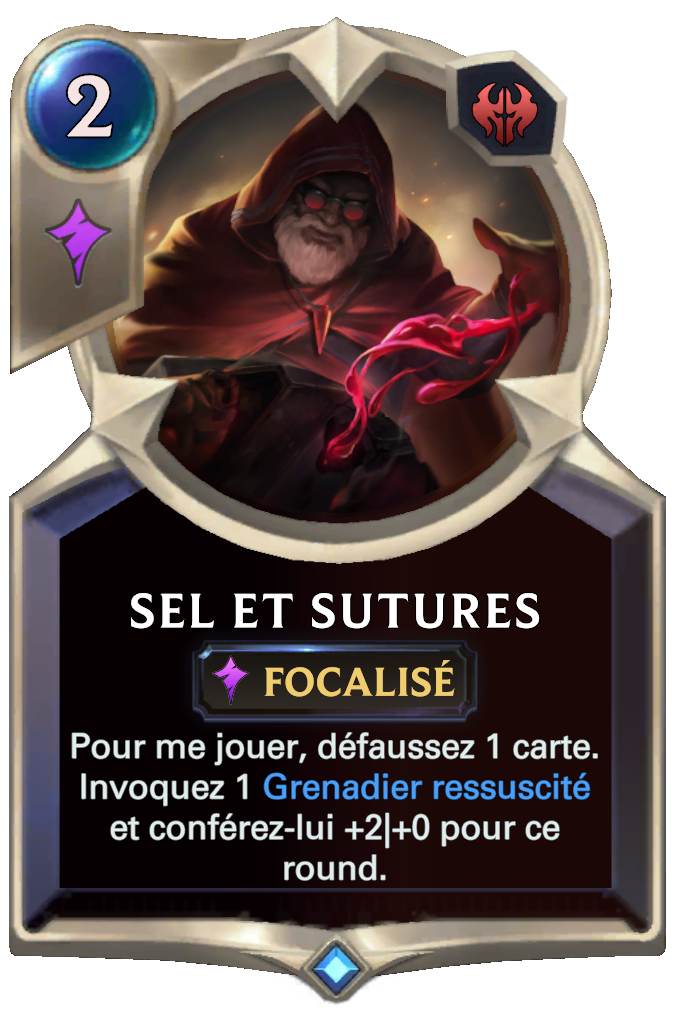 2
SEL ET SUTURES
FOCALISÉ
Pour me jouer, défaussez 1 carte.
Invoquez 1 Grenadier ressuscité
et conférez-lui +2|+0 pour ce
round.